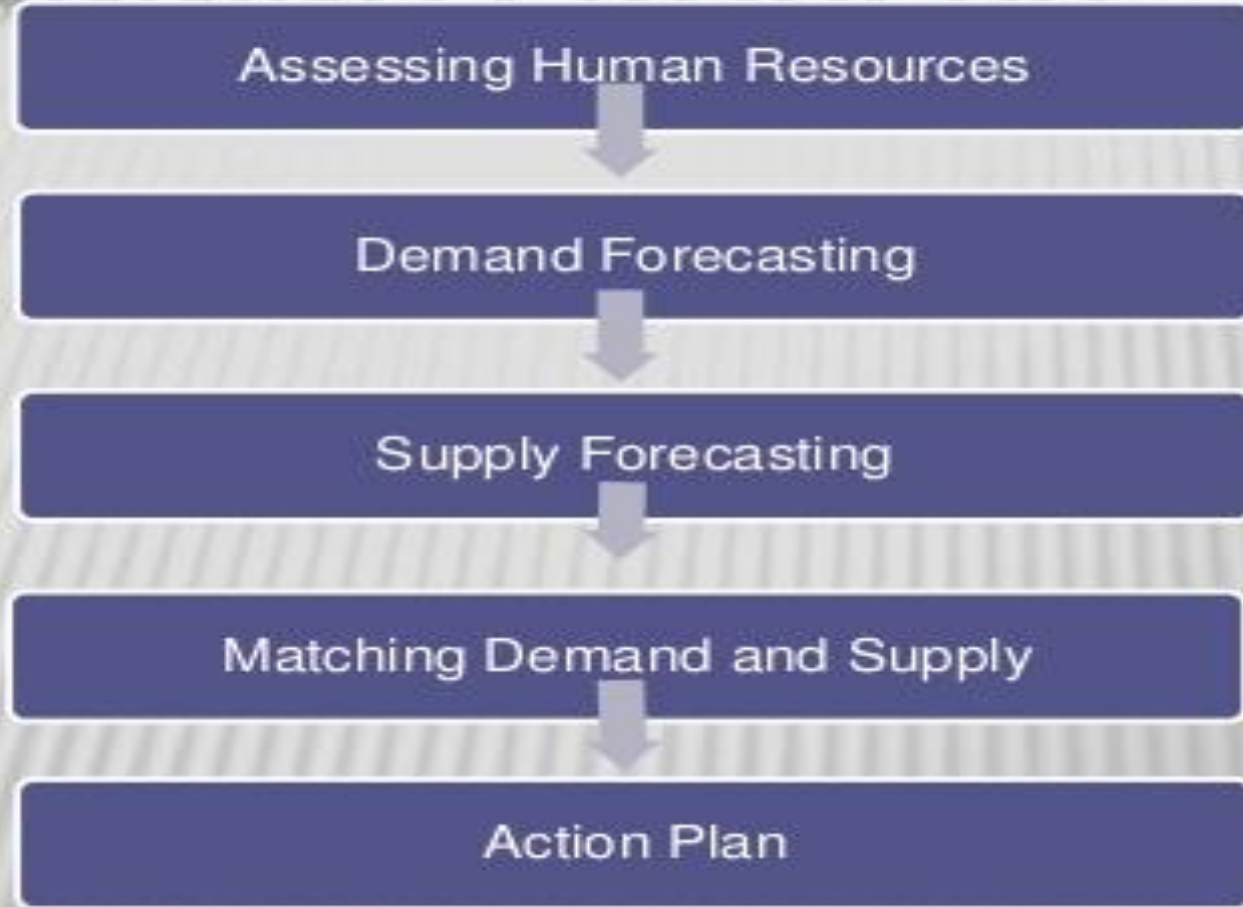 Assessing Human Resources
Demand Forecasting
Supply Forecasting
Matching Demand and Supply
Action Plan